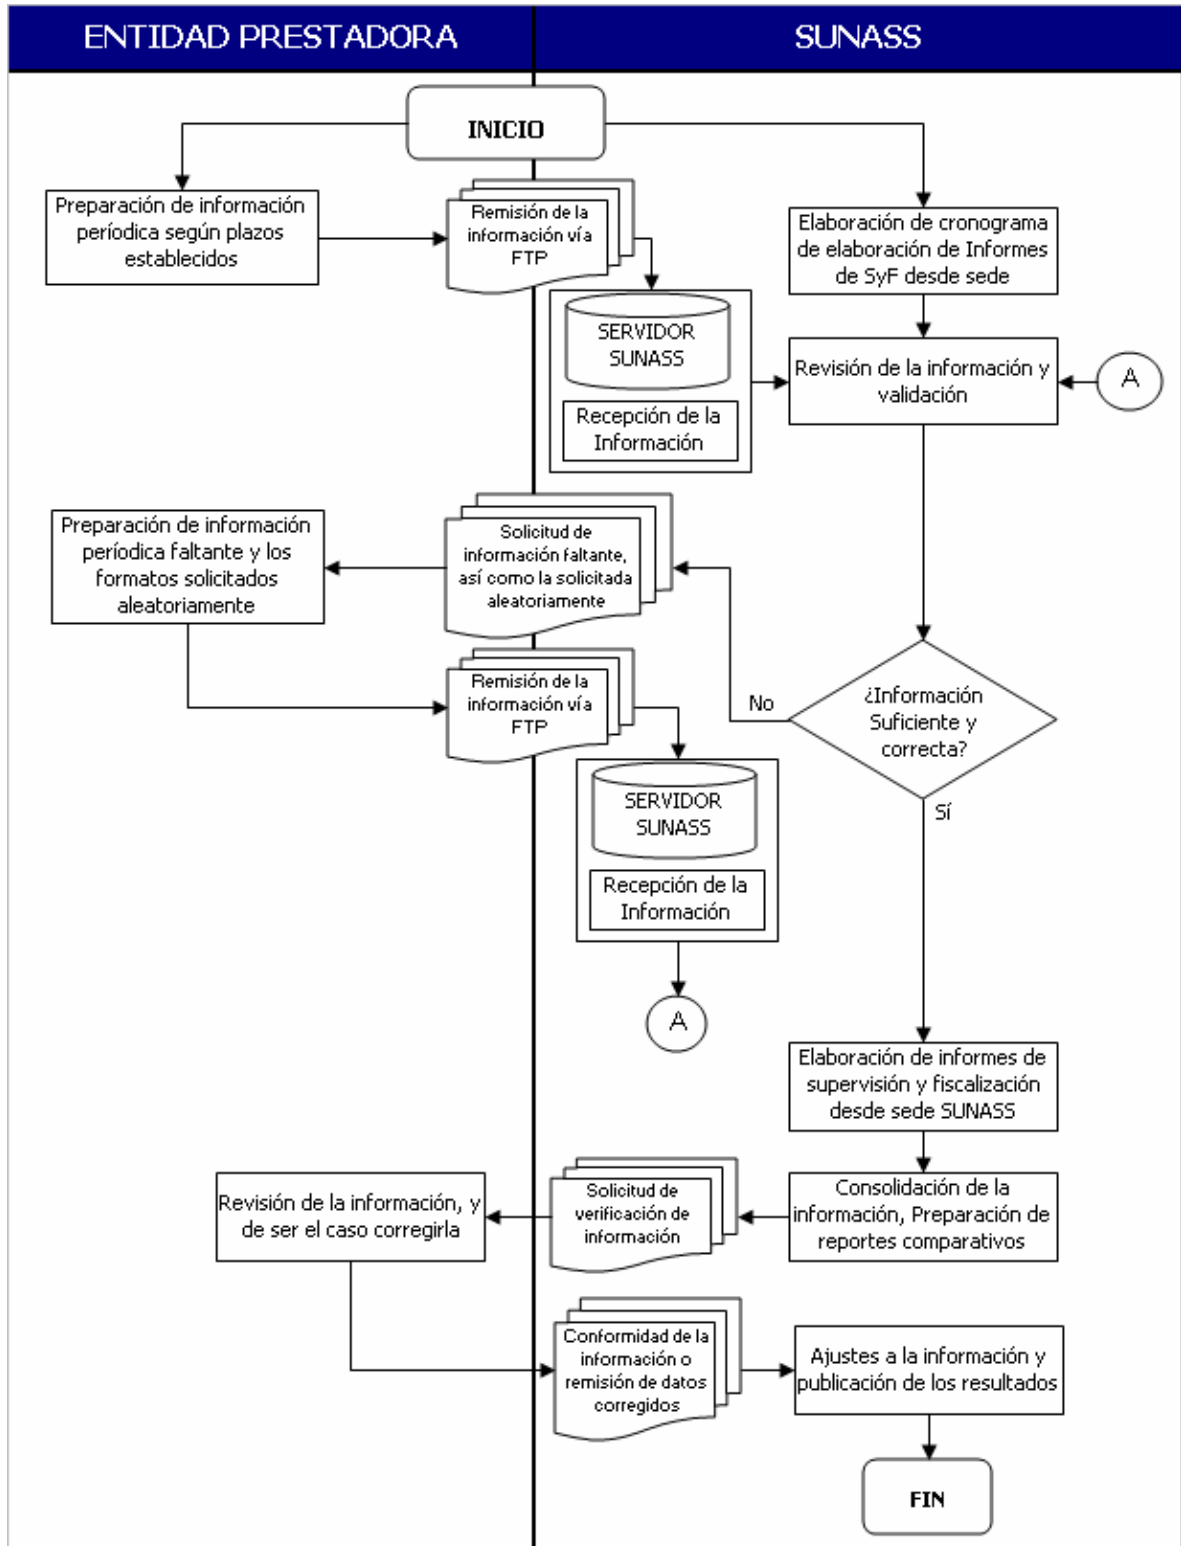 ENTIDAD PRESTADORA
SUNASS
INICIO
Preparación de información
períodica según plazos
establecidos
Remisión de la
información vía
FTP
Elaboración de cronograma
de elaboración de Informes
de SyF desde sede
SERVIDOR
SUNASS
Recepción de la
Información
Revisión de la información y
validación
A
Preparación de información
períodica faltante y los
formatos solicitados
aleatoriamente
Solicitud de
información faltante,
así como la solicitada
aleatoriamente
Remisión de la
información vía
FTP
No
¿Información
Suficiente y
correcta?
Sí
SERVIDOR
SUNASS
Recepción de la
Información
A
Elaboración de informes de
supervisión y fiscalización
desde sede SUNASS
Revisión de la información, y
de ser el caso corregirla
Solicitud de
verificación de
información
Consolidación de la
información, Preparación de
reportes comparativos
Conformidad de la
información o
remisión de datos
corregidos
Ajustes a la información y
publicación de los resultados
FIN